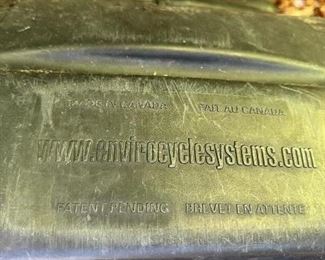 MADE IN CANADA FAIT AU CANADA
www.envirocyclesystems.com
PATENT PENDING BREVET EN ATTENTE